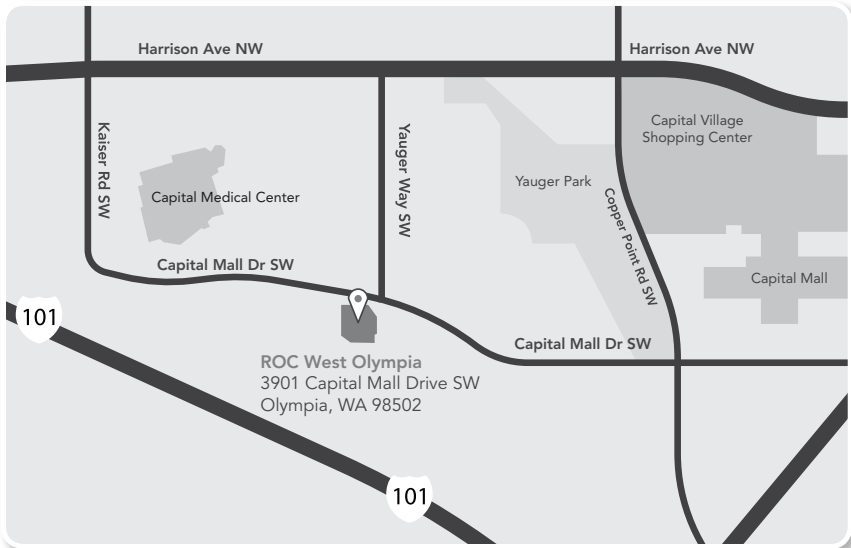 Harrison Ave NW
Harrison Ave NW
Capital Village
Shopping Center
Kaiser Rd SW
Yauger Way SW
Yauger Park
Capital Medical Center
Copper Point Rd SW
Capital Mall Dr SW
Capital Mall
101
Capital Mall Dr SW
ROC West Olympia
3901 Capital Mall Drive SW
Olympia, WA 98502
101